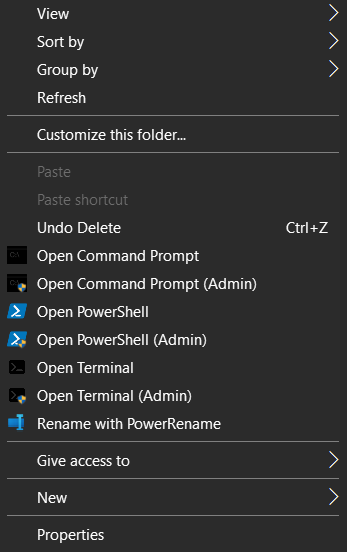 View
Sort by
Group by
Refresh
Customize this folder...
Paste
Paste shortcut
Undo Delete Ctrl+Z
Open Command Prompt
Open Command Prompt (Admin)
Open PowerShell
Open PowerShell (Admin)
Open Terminal
Open Terminal (Admin)
Rename with PowerRename
Give access to
New
Properties